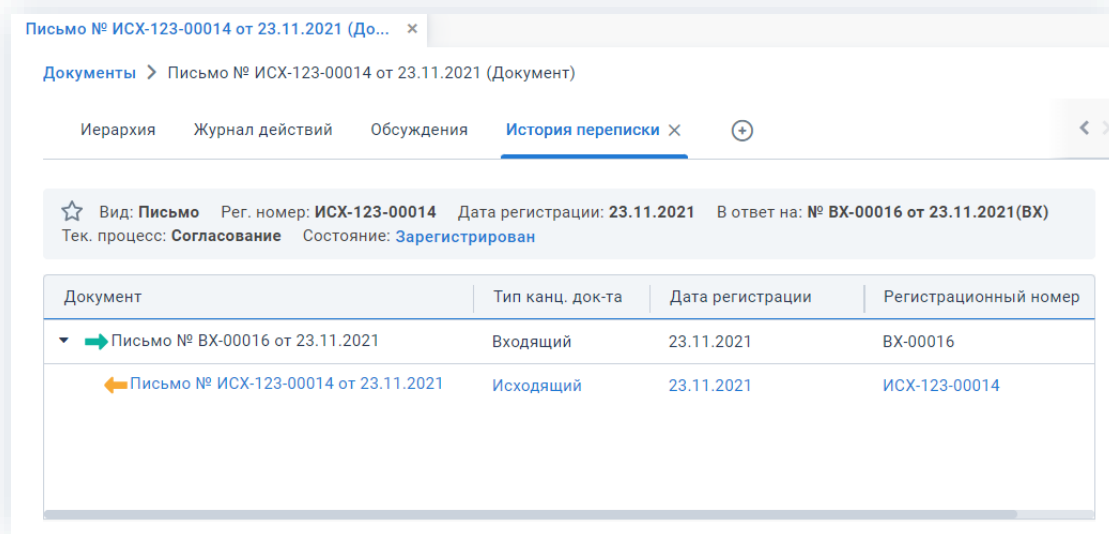 Письмо № ИСХ-123-00014 от 23.11.2021 (До... ×
Документы > Письмо № ИСХ-123-00014 от 23.11.2021 (Документ)
Иерархия Журнал действий Обсуждения История переписки ×
Вид: Письмо Рег. номер: ИСХ-123-00014 Дата регистрации: 23.11.2021 В ответ на: № ВХ-00016 от 23.11.2021(ВХ)
Тек. процесс: Согласование Состояние: Зарегистрирован
Документ Тип канц. док-та Дата регистрации Регистрационный номер
Письмо № ВХ-00016 от 23.11.2021 Входящий 23.11.2021 ВХ-00016
Письмо № ИСХ-123-00014 от 23.11.2021 Исходящий 23.11.2021 ИСХ-123-00014